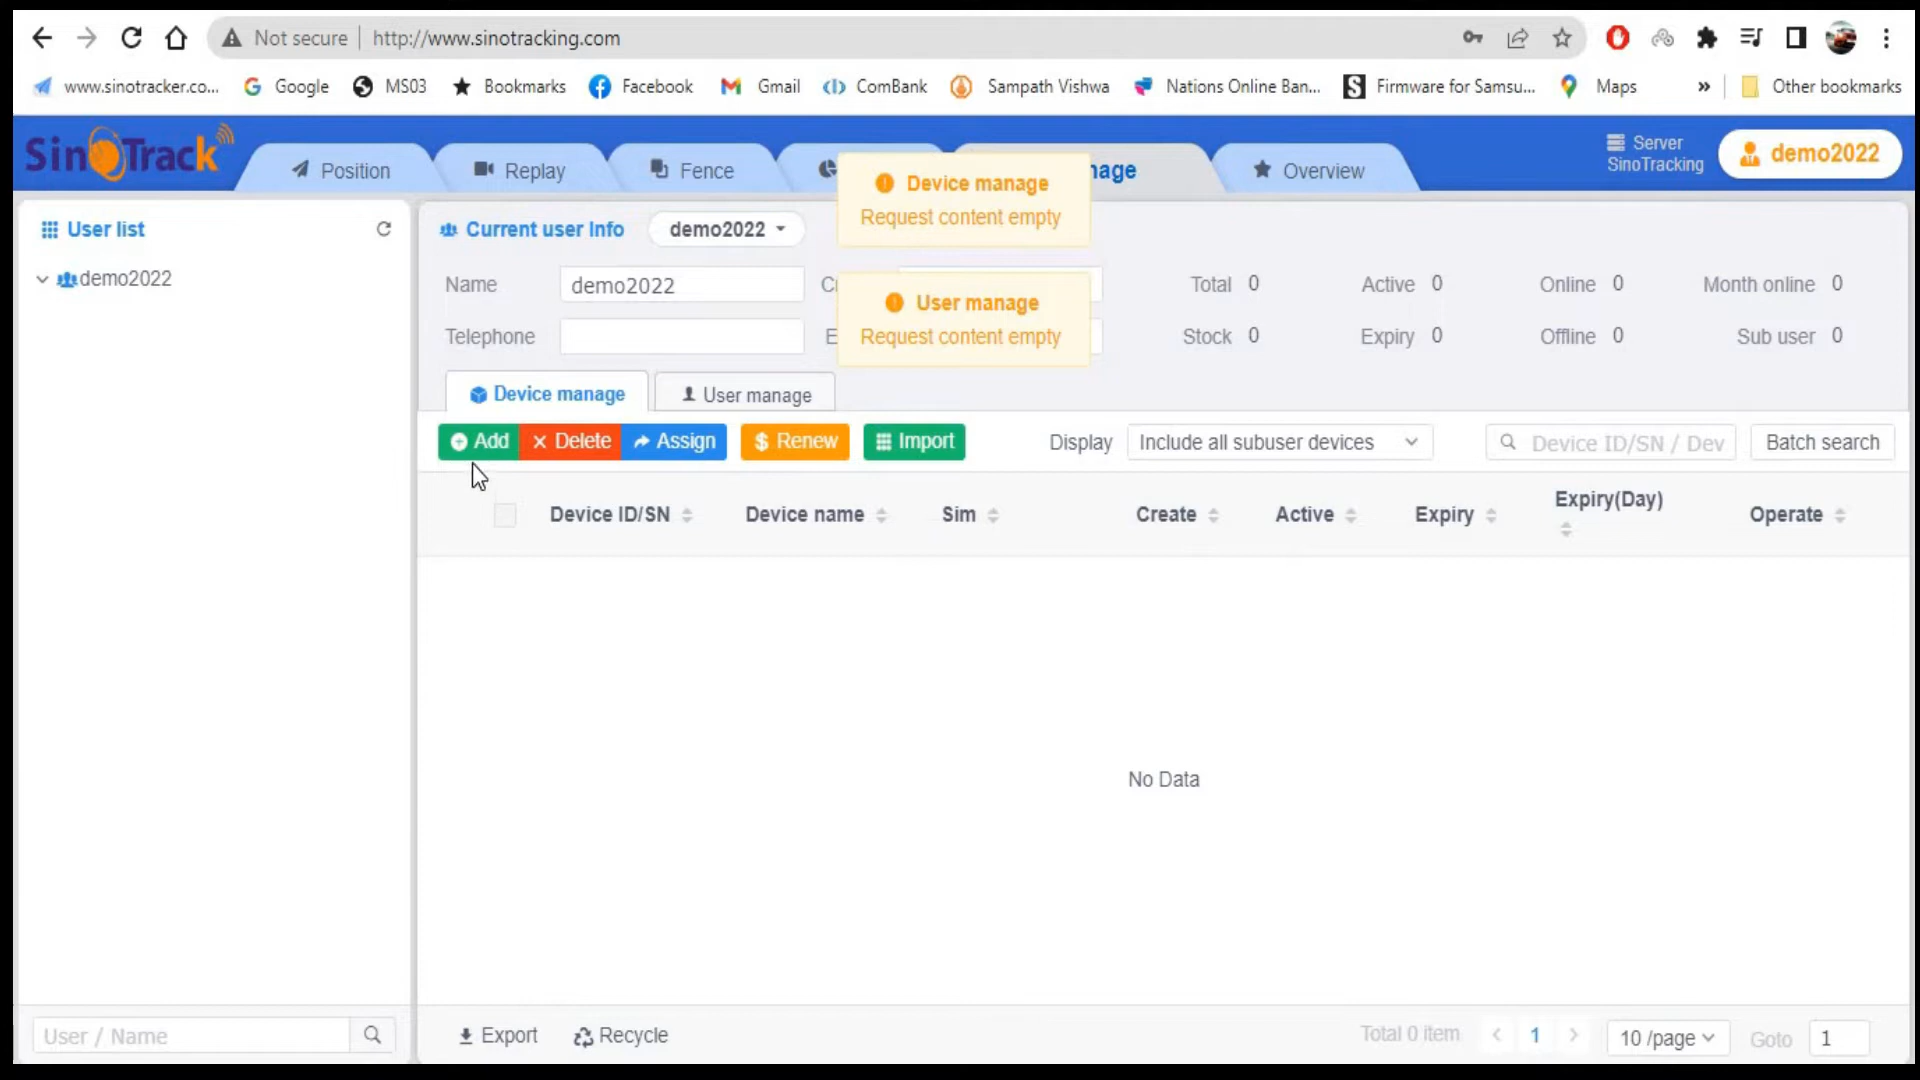 Not secure http://www.sinotracking.com
www.sinotracker.co... Google MS03 Bookmarks Facebook Gmail ComBank Sampath Vishwa Nations Online Ban... Firmware for Samsu... Maps » Other bookmarks
SinoTrack Position Replay Fence nage Overview Server SinoTracking demo2022
Device manage
Request content empty
User list
Current user Info demo2022
demo2022
Name demo2022 Total 0 Active 0 Online 0 Month online 0
User manage
Request content empty
Telephone Stock 0 Expiry 0 Offline 0 Sub user 0
Device manage User manage
Add Delete Assign $ Renew Import Display Include all subuser devices Device ID/SN / Dev Batch search
Device ID/SN Device name Sim Create Active Expiry Expiry(Day) Operate
No Data
User / Name Export Recycle Total 0 item < 1 > 10 /page Goto 1